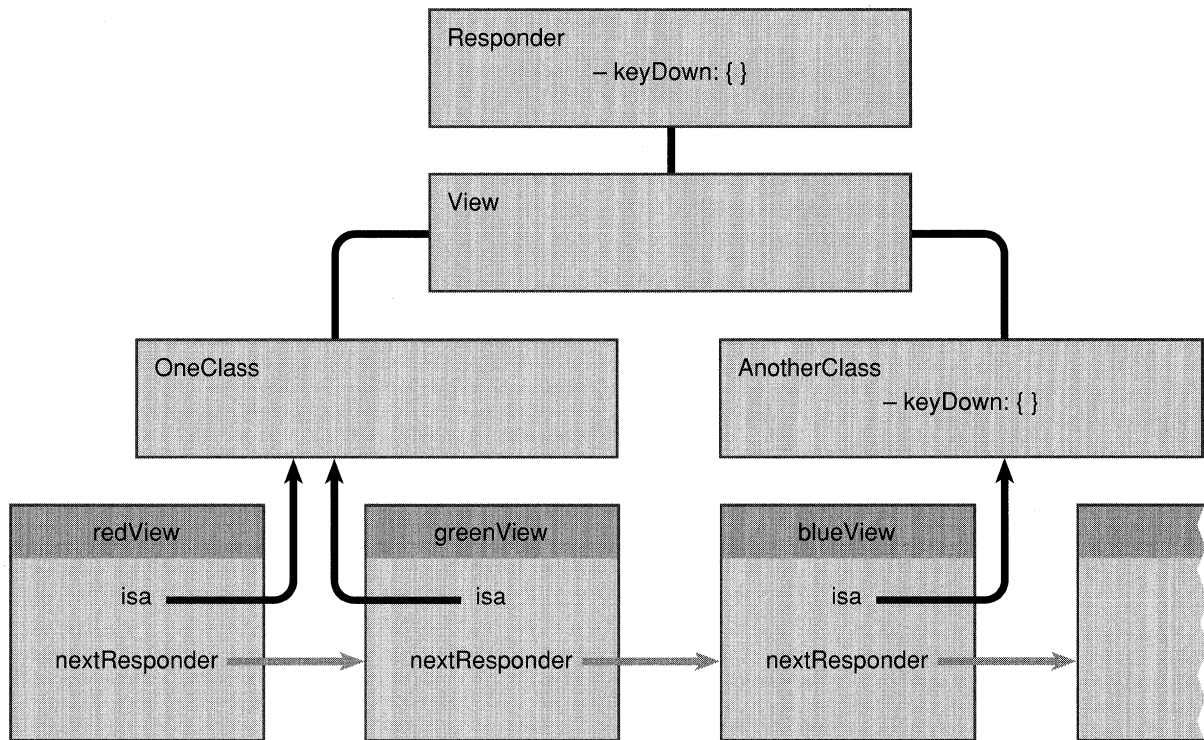 Responder
– keyDown: { }
View
OneClass
AnotherClass
– keyDown: { }
redView
greenView
blueView
isa
isa
isa
nextResponder
nextResponder
nextResponder